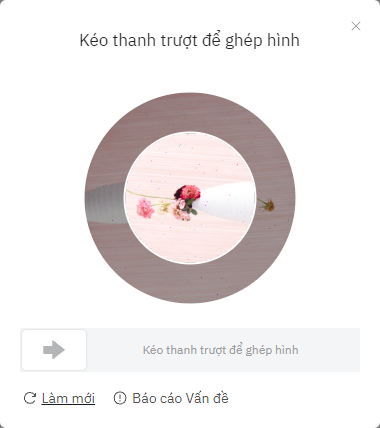 Kéo thanh trượt để ghép hình
Kéo thanh trượt để ghép hình
Làm mới
Báo cáo Vấn đề